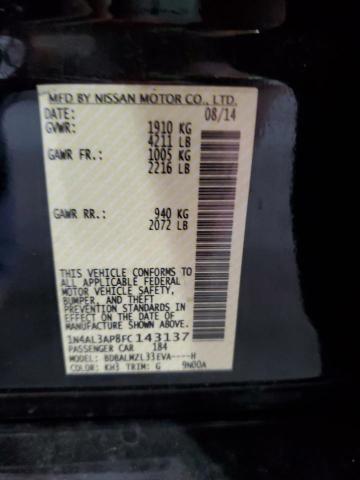 MFD BY NISSAN MOTOR CO., LTD.
DATE: 08/14
GVWR: 1910 KG
4211 LB
GAWR FR.: 1005 KG
2216 LB
GAWR RR.: 940 KG
2072 LB
THIS VEHICLE CONFORMS TO
ALL APPLICABLE FEDERAL
MOTOR VEHICLE SAFETY,
BUMPER, AND THEFT
PREVENTION STANDARDS IN
EFFECT ON THE DATE OF
MANUFACTURE SHOWN ABOVE.
1N4AL3AP8FC143137
PASSENGER CAR 184
MODEL: BDBALMZL33EVA----H
COLOR: KH3 TRIM: G 9N00A